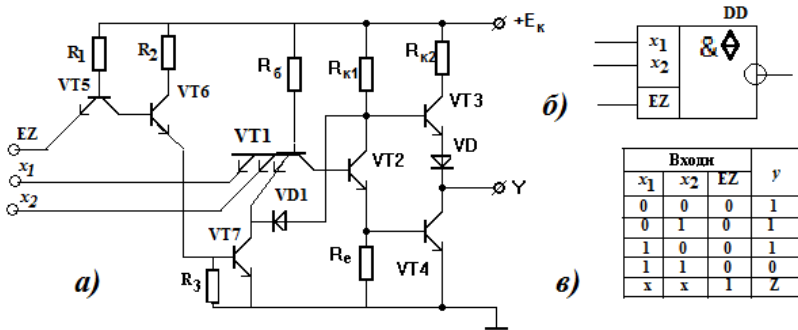 +Eк
R1
R2
Rб
Rк1
Rк2
VT5
VT6
VT3
VD
EZ
VT1
VT2
x1
x2
VD1
Y
VT7
Rе
VT4
R3
а)
б)
DD
x1
x2
&
EZ
в)
Входи y
x1 x2 EZ
0 0 0 1
0 1 0 1
1 0 0 1
1 1 0 0
x x 1 Z